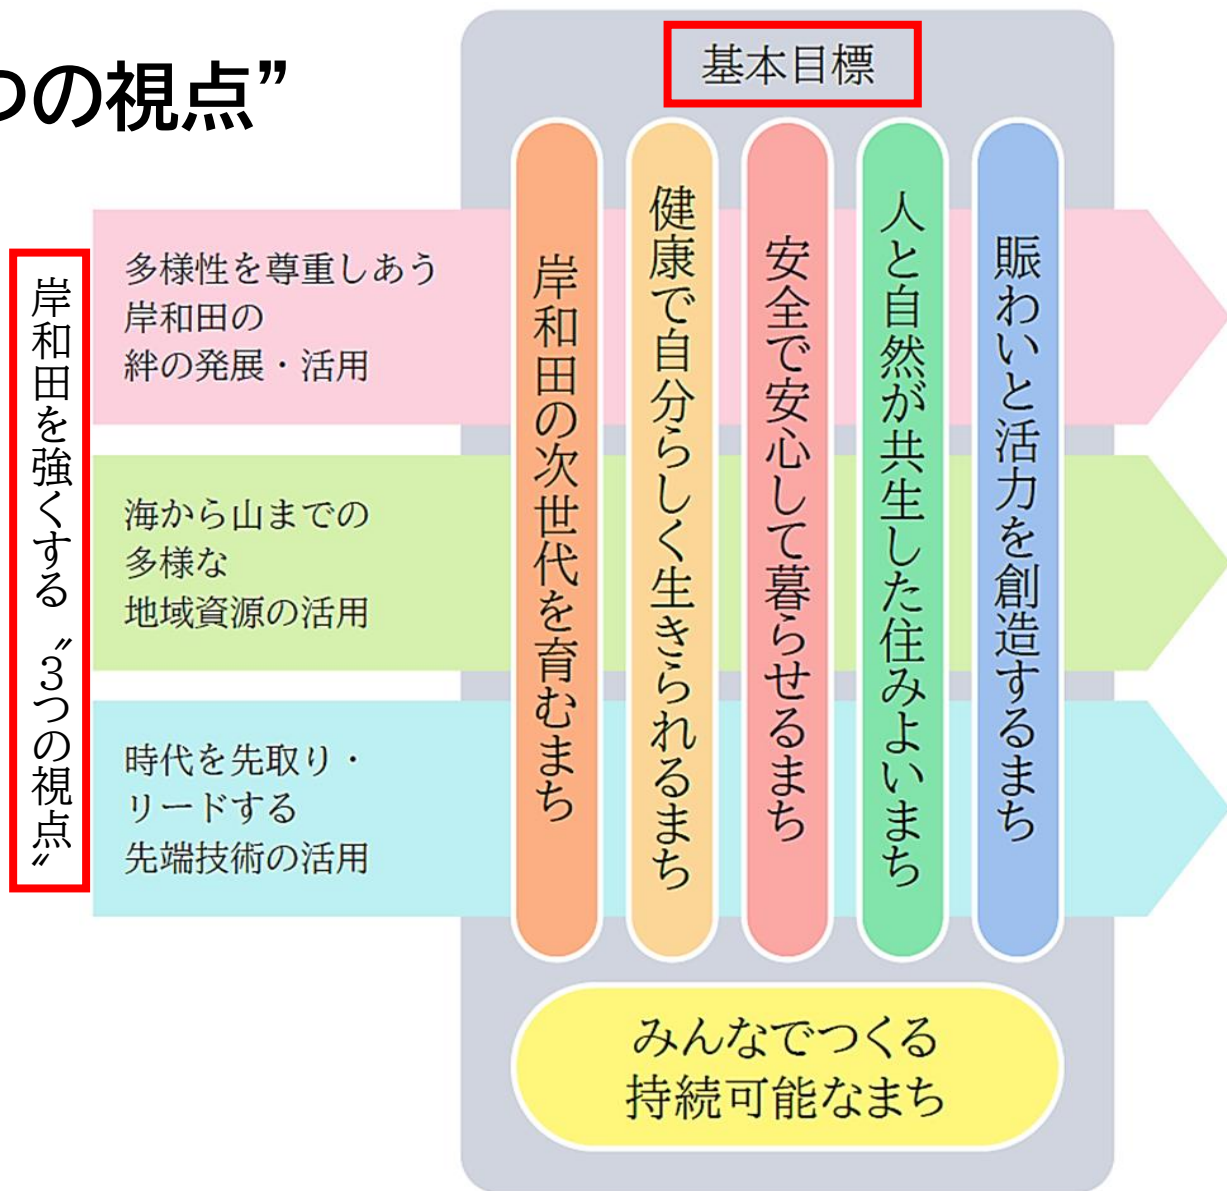 つの視点”
基本目標
岸和田を強くする〝3つの視点〟
多様性を尊重しあう
岸和田の
絆の発展・活用
海から山までの
多様な
地域資源の活用
時代を先取り・
リードする
先端技術の活用
岸和田の次世代を育むまち
健康で自分らしく生きられるまち
安全で安心して暮らせるまち
人と自然が共生した住みよいまち
賑わいと活力を創造するまち
みんなでつくる
持続可能なまち